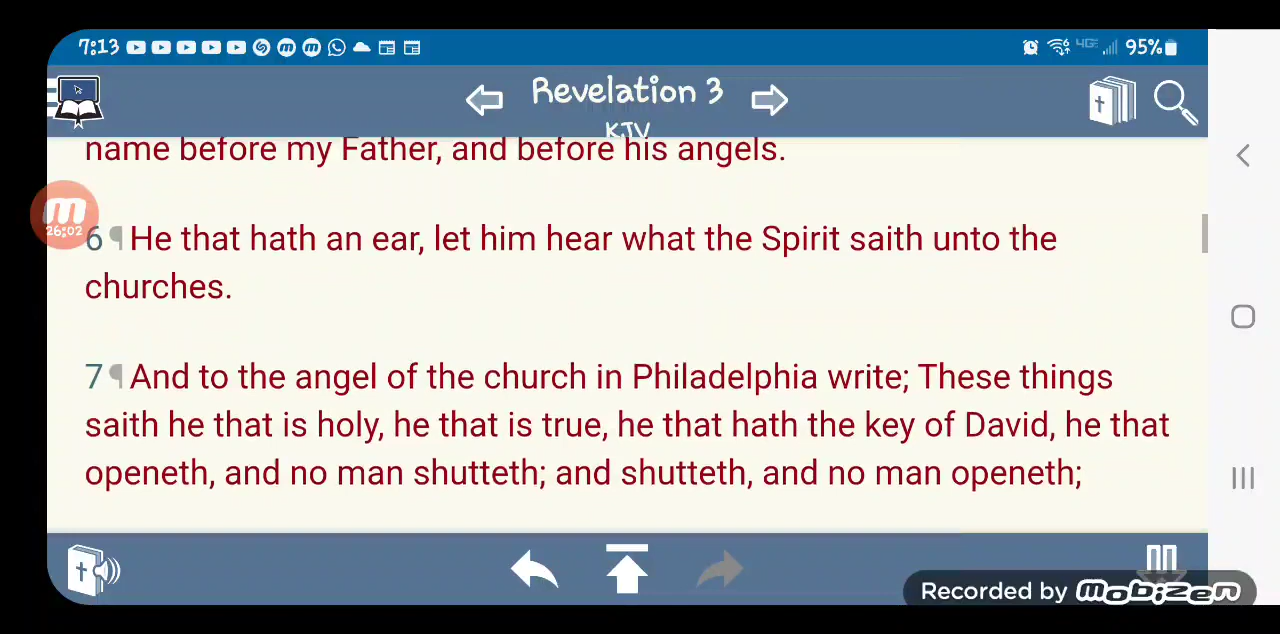 7:13
4GE 95%
Revelation 3
KJV
name before my Father, and before his angels.
m
26:02
6 ¶ He that hath an ear, let him hear what the Spirit saith unto the
churches.
7 ¶ And to the angel of the church in Philadelphia write; These things
saith he that is holy, he that is true, he that hath the key of David, he that
openeth, and no man shutteth; and shutteth, and no man openeth;
Recorded by mobizen